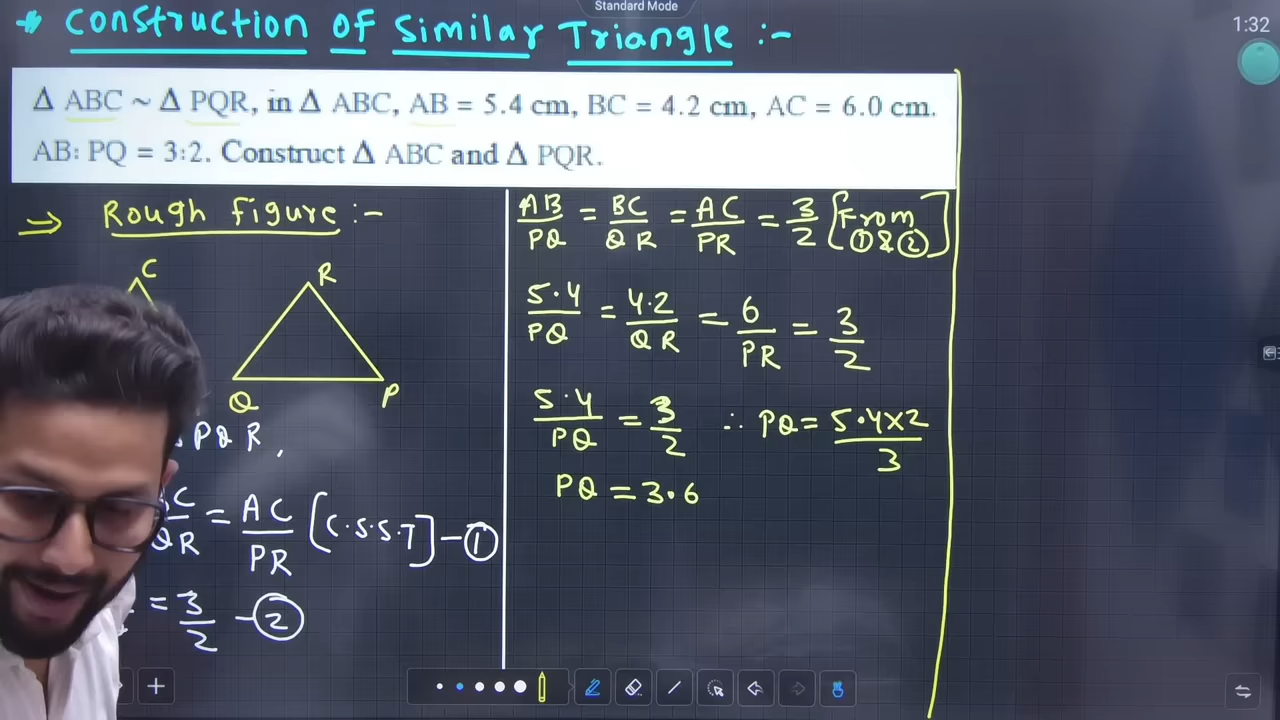 Standard Mode
1:32
* Construction of Similar Triangle :-
Δ ABC ~ Δ PQR, in Δ ABC, AB = 5.4 cm, BC = 4.2 cm, AC = 6.0 cm.
AB: PQ = 3:2. Construct Δ ABC and Δ PQR.
⇒ Rough figure :-
C
R
Q P
PQR,
C/QR = AC/PR [C.S.S.T] - ①
= 3/2 - ②
AB/PQ = BC/QR = AC/PR = 3/2 [From ① & ②]
5.4/PQ = 4.2/QR = 6/PR = 3/2
5.4/PQ = 3/2 ∴ PQ = 5.4×2/3
PQ = 3.6